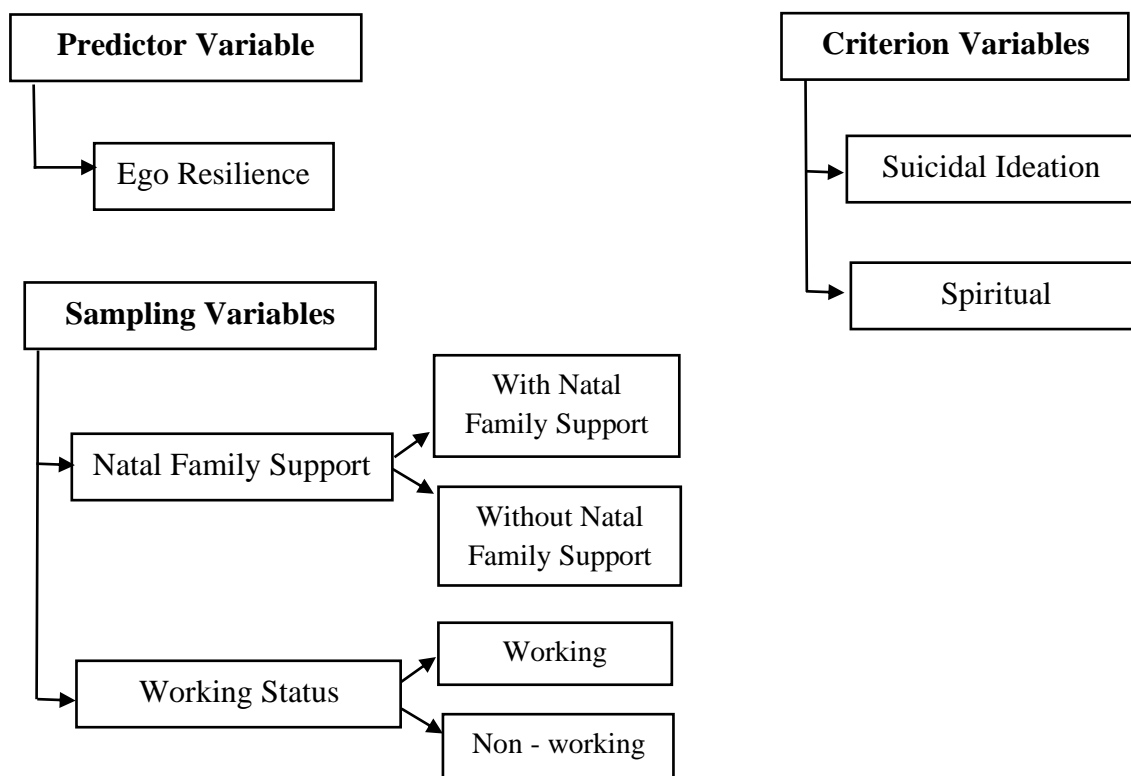 Predictor Variable
Ego Resilience
Criterion Variables
Suicidal Ideation
Spiritual
Sampling Variables
Natal Family Support
With Natal
Family Support
Without Natal
Family Support
Working Status
Working
Non - working